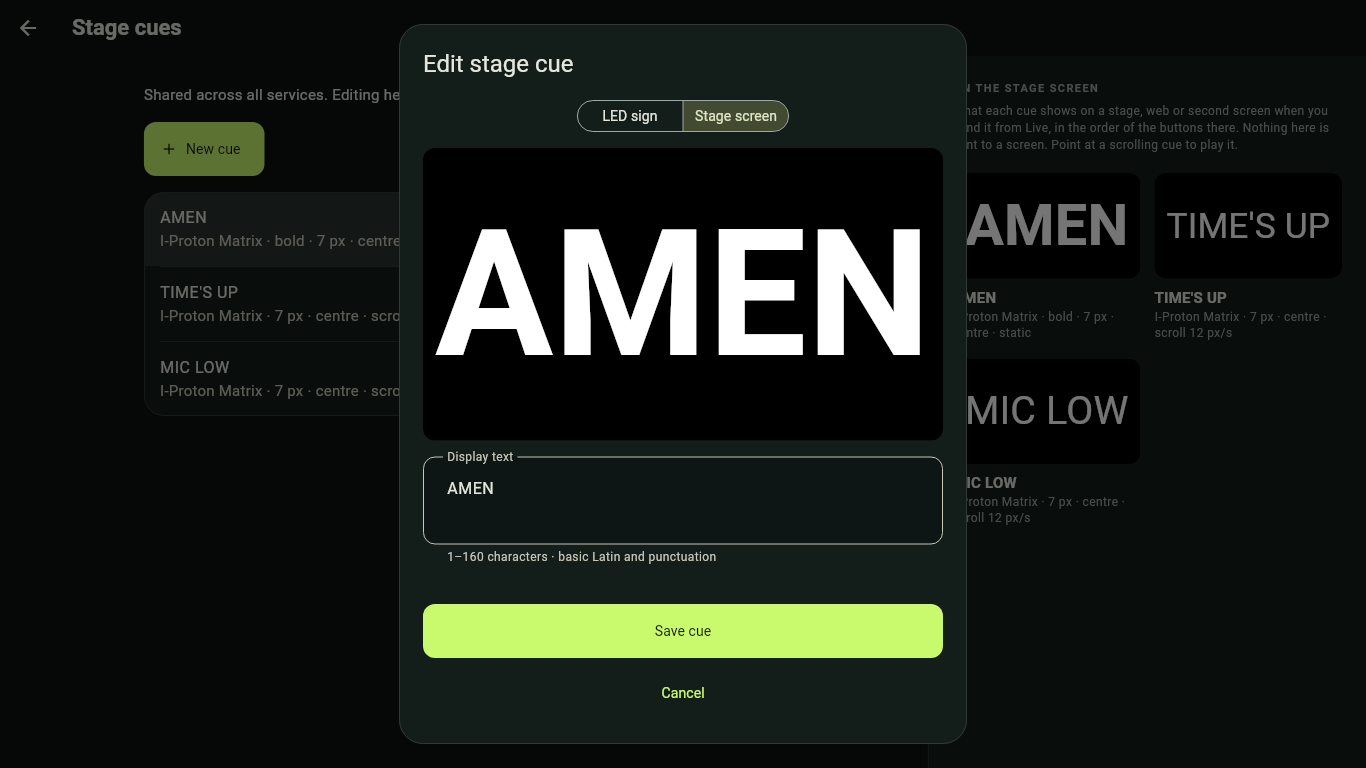 Stage cues
Shared across all services. Editing he
New cue
AMEN
I-Proton Matrix · bold · 7 px · centre
TIME'S UP
I-Proton Matrix · 7 px · centre · scro
MIC LOW
I-Proton Matrix · 7 px · centre · scro
Edit stage cue
LED sign
Stage screen
AMEN
Display text
AMEN
1–160 characters · basic Latin and punctuation
Save cue
Cancel
N THE STAGE SCREEN
hat each cue shows on a stage, web or second screen when you
nd it from Live, in the order of the buttons there. Nothing here is
nt to a screen. Point at a scrolling cue to play it.
AMEN
MEN
Proton Matrix · bold · 7 px ·
ntre · static
TIME'S UP
TIME'S UP
I-Proton Matrix · 7 px · centre ·
scroll 12 px/s
MIC LOW
IC LOW
Proton Matrix · 7 px · centre ·
roll 12 px/s